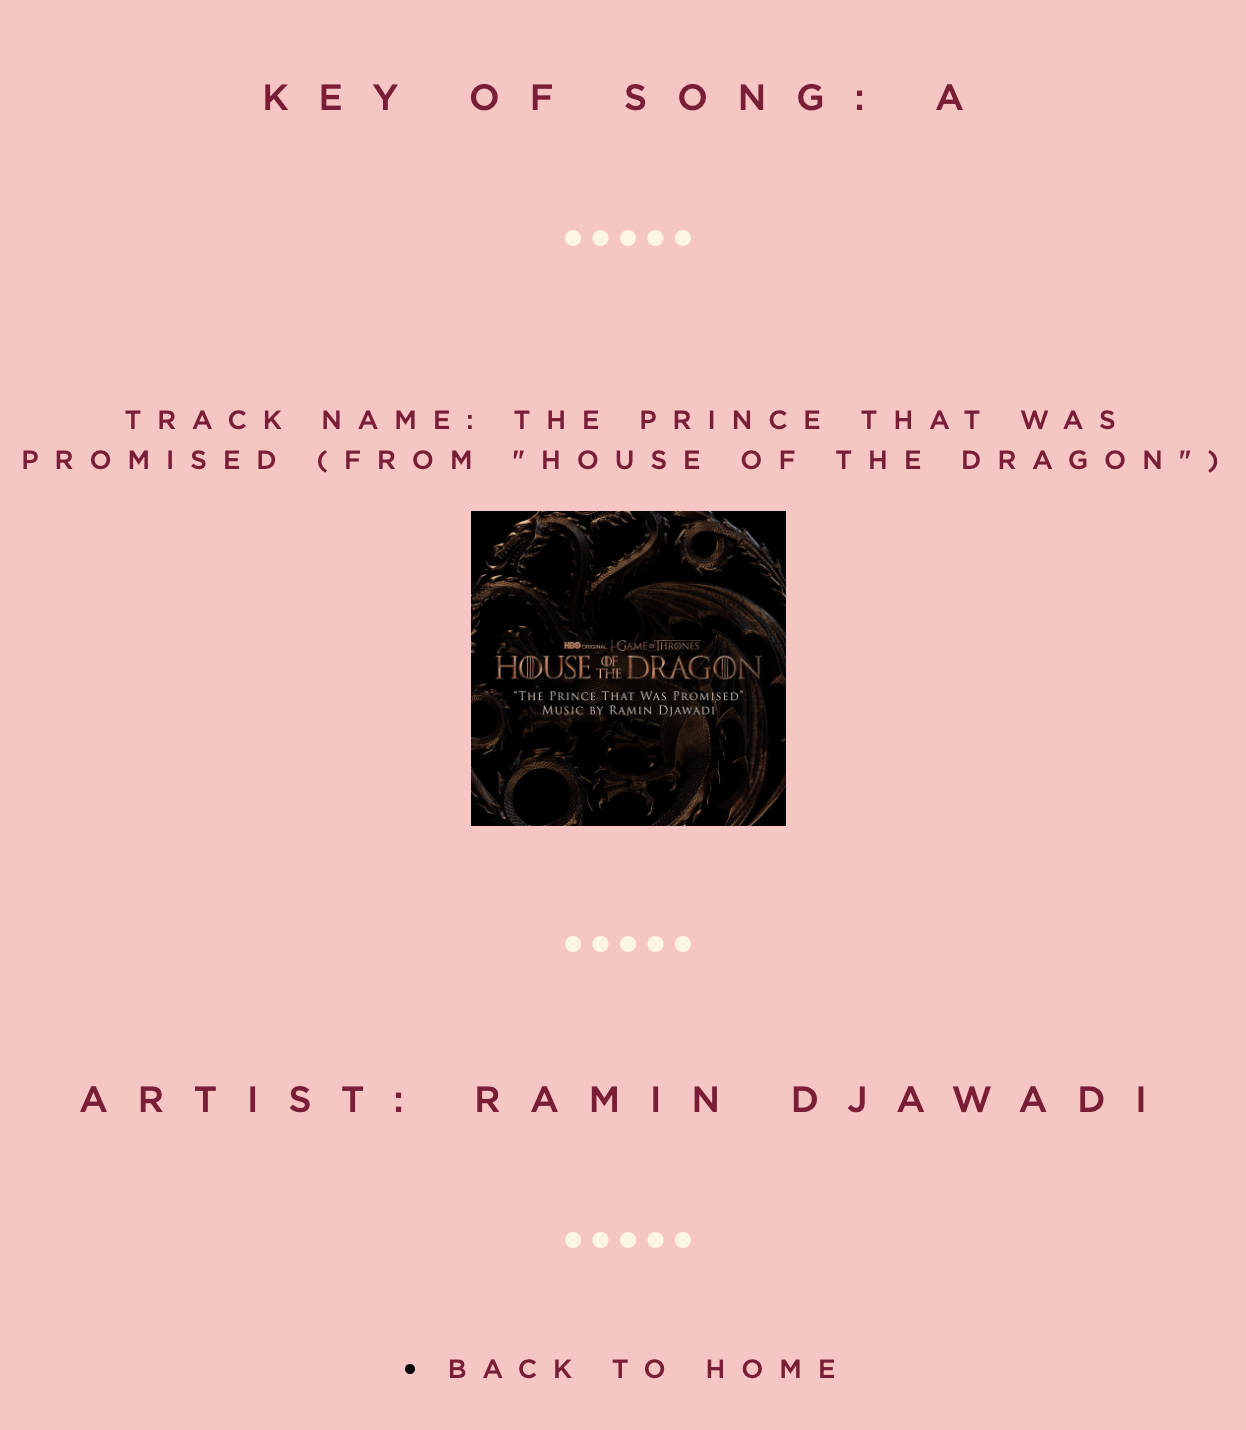 KEY OF SONG: A
TRACK NAME: THE PRINCE THAT WAS
PROMISED (FROM "HOUSE OF THE DRAGON")
HBO ORIGINAL | GAME OF THRONES
HOUSE OF THE DRAGON
"THE PRINCE THAT WAS PROMISED"
MUSIC BY RAMIN DJAWADI
ARTIST: RAMIN DJAWADI
BACK TO HOME